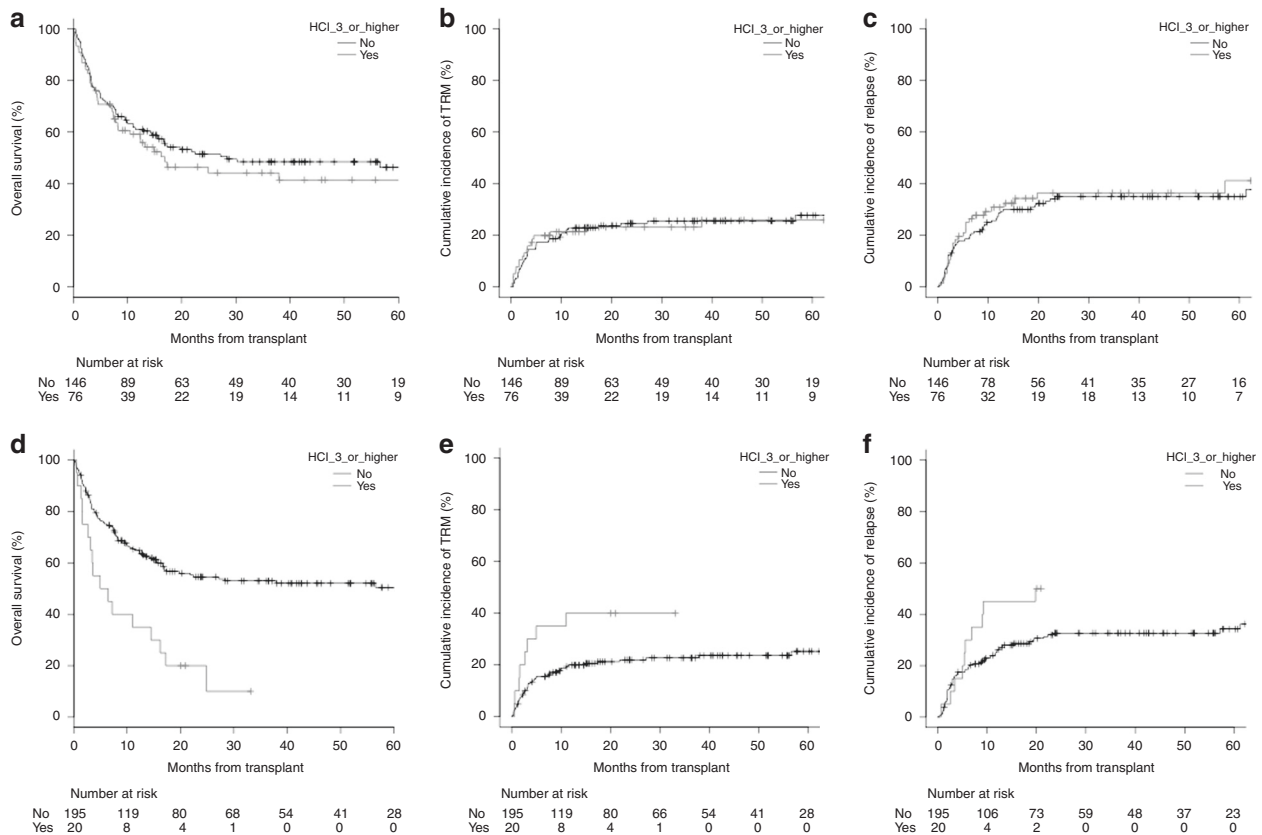 a
HCI_3_or_higher
No
Yes
100
80
60
40
20
0
Overall survival (%)
0 10 20 30 40 50 60
Months from transplant
Number at risk
No 146 89 63 49 40 30 19
Yes 76 39 22 19 14 11 9
b
HCI_3_or_higher
No
Yes
100
80
60
40
20
0
Cumulative incidence of TRM (%)
0 10 20 30 40 50 60
Months from transplant
Number at risk
No 146 89 63 49 40 30 19
Yes 76 39 22 19 14 11 9
c
HCI_3_or_higher
No
Yes
100
80
60
40
20
0
Cumulative incidence of relapse (%)
0 10 20 30 40 50 60
Months from transplant
Number at risk
No 146 78 56 41 35 27 16
Yes 76 32 19 18 13 10 7
d
HCI_3_or_higher
No
Yes
100
80
60
40
20
0
Overall survival (%)
0 10 20 30 40 50 60
Months from transplant
Number at risk
No 195 119 80 68 54 41 28
Yes 20 8 4 1 0 0 0
e
HCI_3_or_higher
No
Yes
100
80
60
40
20
0
Cumulative incidence of TRM (%)
0 10 20 30 40 50 60
Months from transplant
Number at risk
No 195 119 80 66 54 41 28
Yes 20 8 4 1 0 0 0
f
HCI_3_or_higher
No
Yes
100
80
60
40
20
0
Cumulative incidence of relapse (%)
0 10 20 30 40 50 60
Months from transplant
Number at risk
No 195 106 73 59 48 37 23
Yes 20 4 2 0 0 0 0